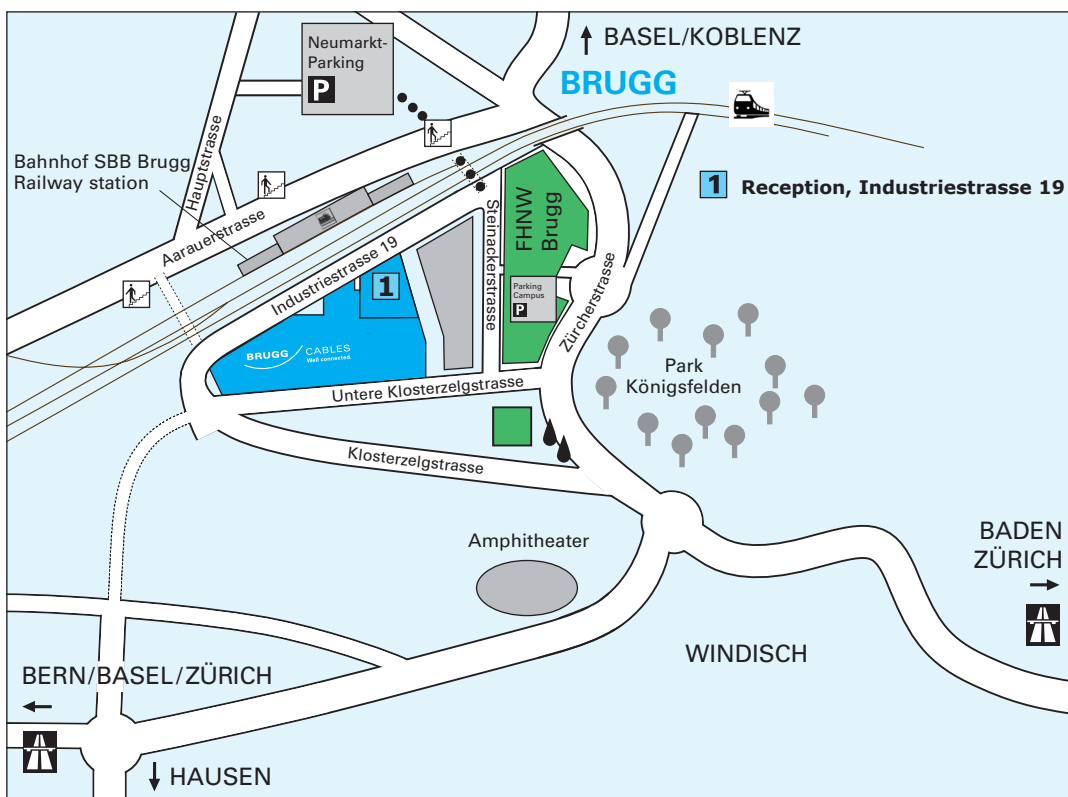 Neumarkt-
Parking
P
BASEL/KOBLENZ
BRUGG
Bahnhof SBB Brugg
Railway station
Hauptstrasse
Aarauerstrasse
1 Reception, Industriestrasse 19
Industriestrasse 19
1
Steinackerstrasse
FHNW
Brugg
Parking
Campus
P
Zürcherstrasse
BRUGG CABLES
Well connected.
Untere Klosterzelgstrasse
Park
Königsfelden
Klosterzelgstrasse
Amphitheater
BADEN
ZÜRICH
WINDISCH
BERN/BASEL/ZÜRICH
HAUSEN